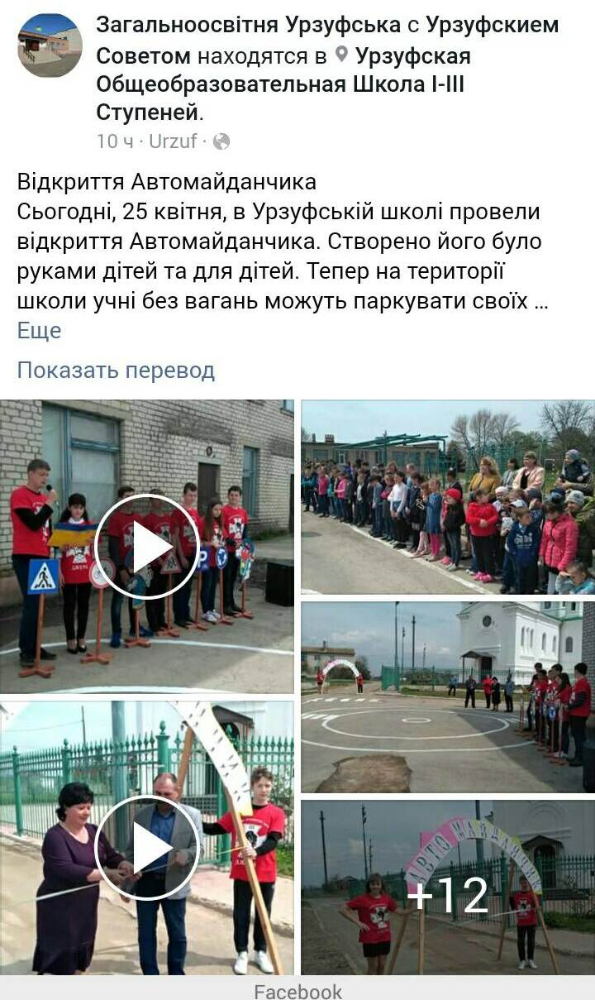 Загальноосвітня Урзуфська с Урзуфскием
Советом находятся в Урзуфская
Общеобразовательная Школа I-III
Ступеней.
10 ч · Urzuf ·
Відкриття Автомайданчика
Сьогодні, 25 квітня, в Урзуфській школі провели
відкриття Автомайданчика. Створено його було
руками дітей та для дітей. Тепер на території
школи учні без вагань можуть паркувати своїх ...
Еще
Показать перевод
P
АВТО МАЙДАНЧИК
+12
Facebook